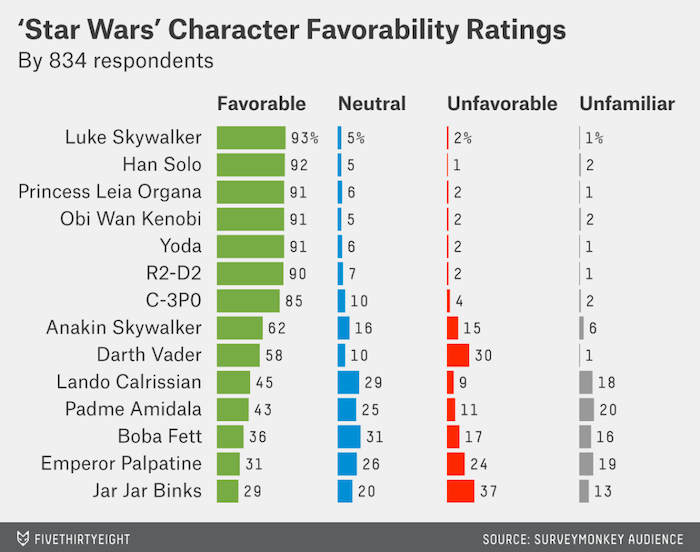 ‘Star Wars’ Character Favorability Ratings
By 834 respondents
Favorable Neutral Unfavorable Unfamiliar
Luke Skywalker 93% 5% 2% 1%
Han Solo 92 5 1 2
Princess Leia Organa 91 6 2 1
Obi Wan Kenobi 91 5 2 2
Yoda 91 6 2 1
R2-D2 90 7 2 1
C-3P0 85 10 4 2
Anakin Skywalker 62 16 15 6
Darth Vader 58 10 30 1
Lando Calrissian 45 29 9 18
Padme Amidala 43 25 11 20
Boba Fett 36 31 17 16
Emperor Palpatine 31 26 24 19
Jar Jar Binks 29 20 37 13
FIVETHIRTYEIGHT SOURCE: SURVEYMONKEY AUDIENCE